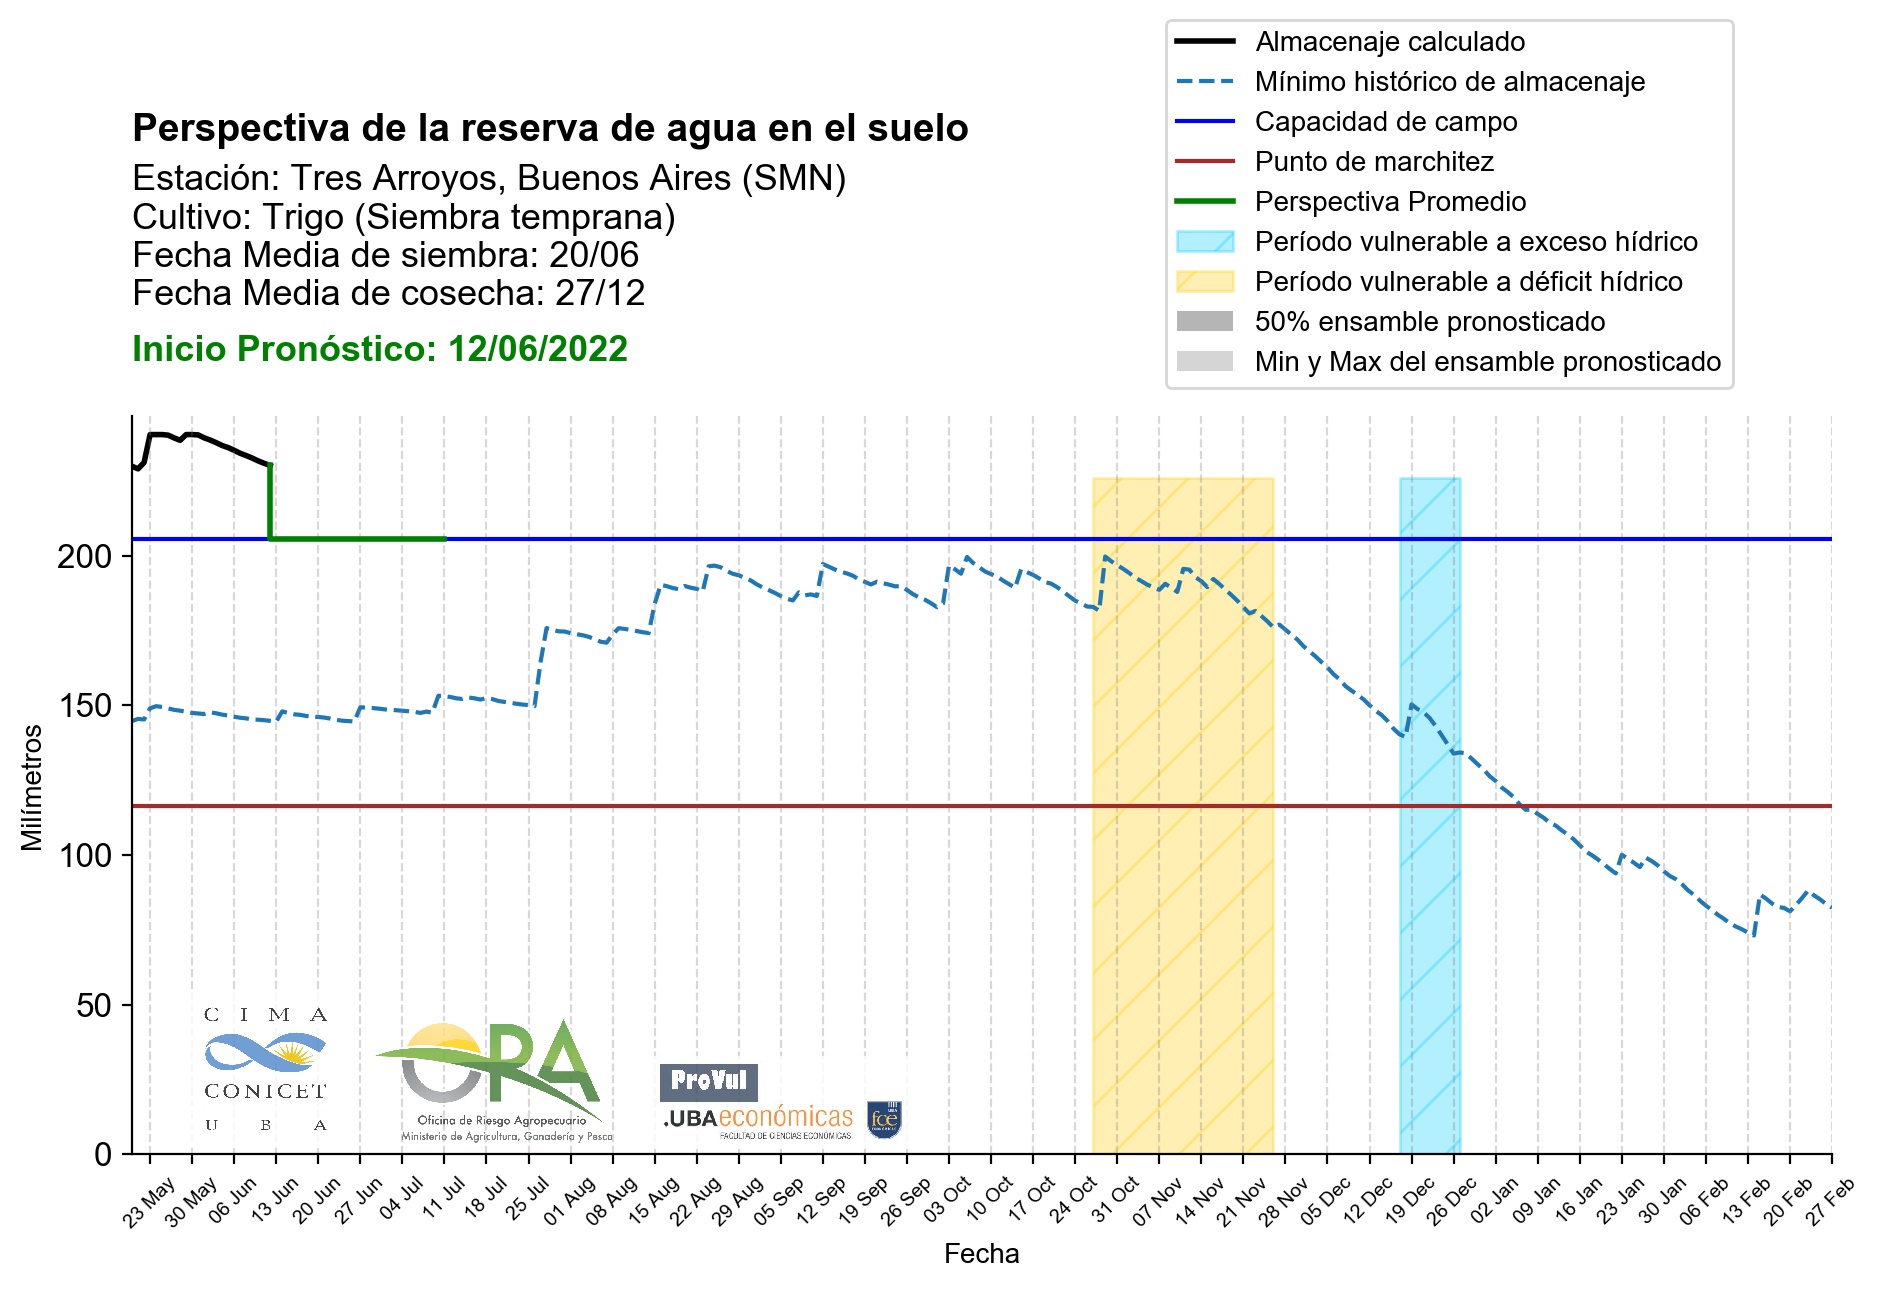 Almacenaje calculado
Mínimo histórico de almacenaje
Capacidad de campo
Punto de marchitez
Perspectiva Promedio
Período vulnerable a exceso hídrico
Período vulnerable a déficit hídrico
50% ensamble pronosticado
Min y Max del ensamble pronosticado
Perspectiva de la reserva de agua en el suelo
Estación: Tres Arroyos, Buenos Aires (SMN)
Cultivo: Trigo (Siembra temprana)
Fecha Media de siembra: 20/06
Fecha Media de cosecha: 27/12
Inicio Pronóstico: 12/06/2022
Milímetros
200
150
100
50
0
CIMA
CONICET
UBA
ORA
Oficina de Riesgo Agropecuario
Ministerio de Agricultura, Ganadería y Pesca
ProVul
.UBAeconómicas
FACULTAD DE CIENCIAS ECONÓMICAS
fce
23 May 30 May 06 Jun 13 Jun 20 Jun 27 Jun 04 Jul 11 Jul 18 Jul 25 Jul 01 Aug 08 Aug 15 Aug 22 Aug 29 Aug 05 Sep 12 Sep 19 Sep 26 Sep 03 Oct 10 Oct 17 Oct 24 Oct 31 Oct 07 Nov 14 Nov 21 Nov 28 Nov 05 Dec 12 Dec 19 Dec 26 Dec 02 Jan 09 Jan 16 Jan 23 Jan 30 Jan 06 Feb 13 Feb 20 Feb 27 Feb
Fecha